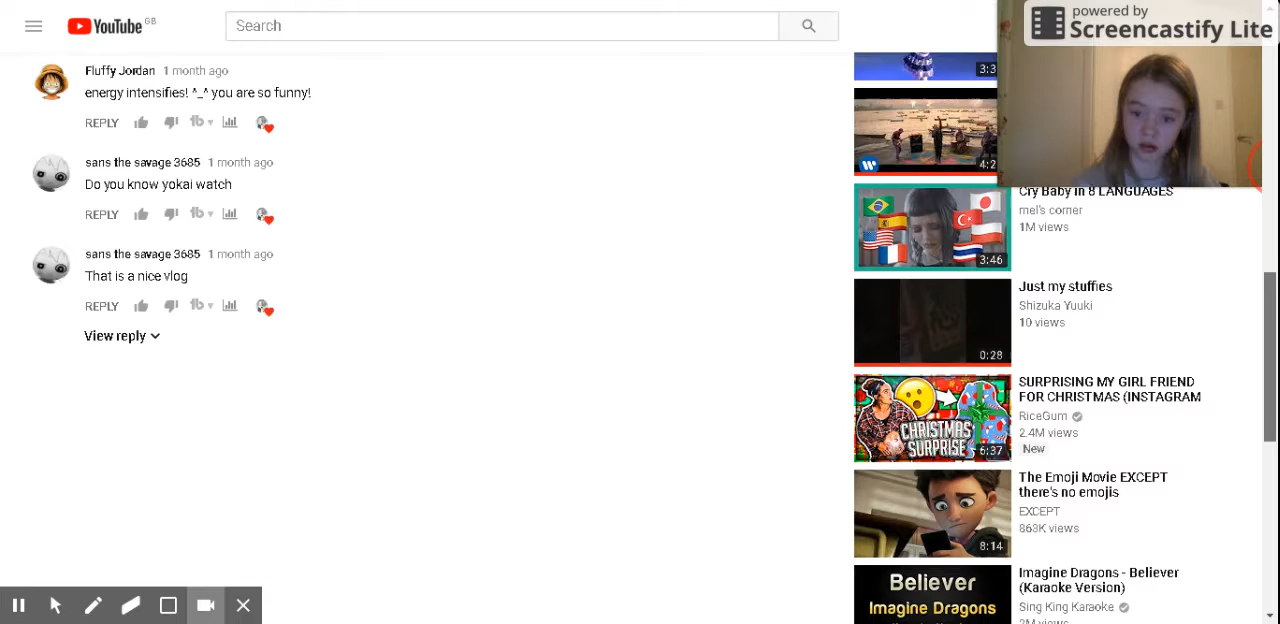 YouTube GB
Search
powered by
Screencastify Lite
Fluffy Jordan 1 month ago
energy intensifies! ^_^ you are so funny!
REPLY
sans the savage 3685 1 month ago
Do you know yokai watch
REPLY
sans the savage 3685 1 month ago
That is a nice vlog
REPLY
View reply
3:3
4:2
Cry Baby in 8 LANGUAGES
mel's corner
1M views
3:46
Just my stuffies
Shizuka Yuuki
10 views
0:28
SURPRISING MY GIRL FRIEND
FOR CHRISTMAS (INSTAGRAM
RiceGum
2.4M views
New
CHRISTMAS
SURPRISE
6:37
The Emoji Movie EXCEPT
there's no emojis
EXCEPT
863K views
8:14
Imagine Dragons - Believer
(Karaoke Version)
Sing King Karaoke
Believer
Imagine Dragons